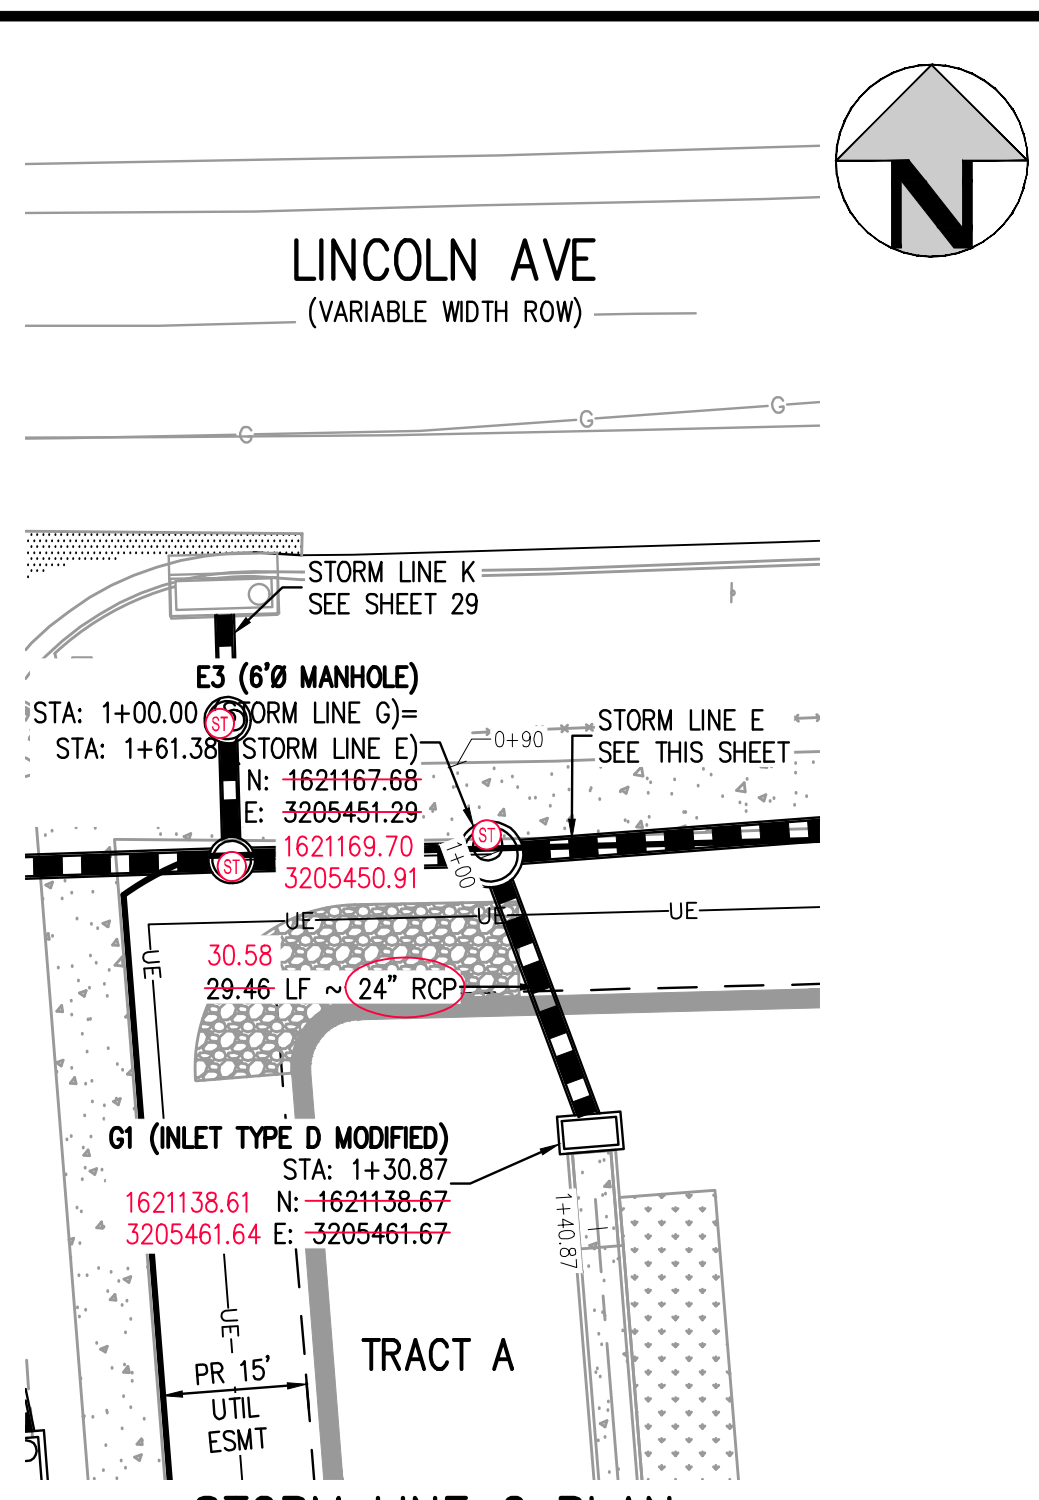 N
LINCOLN AVE
(VARIABLE WIDTH ROW)
G
G
G
STORM LINE K
SEE SHEET 29
E3 (6'Ø MANHOLE)
STA: 1+00.00 (STORM LINE G)=
STA: 1+61.38 (STORM LINE E)
N: 1621167.68
E: 3205451.29
1621169.70
3205450.91
ST
ST
ST
0+90
STORM LINE E
SEE THIS SHEET
1+00
UE
UE
UE
UE
30.58
29.46 LF ~ 24" RCP
G1 (INLET TYPE D MODIFIED)
STA: 1+30.87
1621138.61 N: 1621138.67
3205461.64 E: 3205461.67
1+40.87
UE
TRACT A
PR 15'
UTIL
ESMT
STORM LINE G PLAN